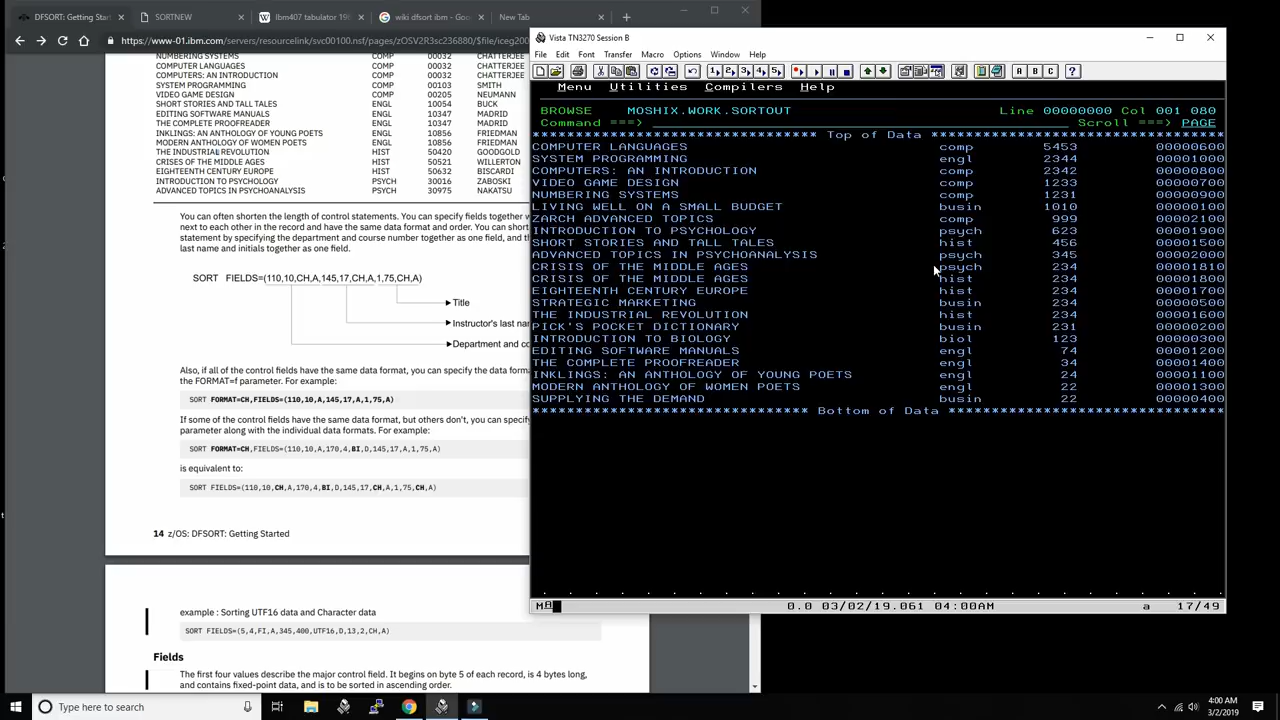 DFSORT: Getting Star
SORTNEW
Ibm407 tabulator 19
wiki dfsort ibm - Goo
New Tab
https://www-01.ibm.com/servers/resourcelink/svc00100.nsf/pages/zOSV2R3sc236880/$file/iceg200
NUMBERING SYSTEMS COMP 00032 CHATTERJEE
COMPUTER LANGUAGES COMP 00032 CHATTERJEE
COMPUTERS: AN INTRODUCTION COMP 00032 CHATTERJEE
SYSTEM PROGRAMMING COMP 00103 SMITH
VIDEO GAME DESIGN COMP 00205 NEUMANN
SHORT STORIES AND TALL TALES ENGL 10054 BUCK
EDITING SOFTWARE MANUALS ENGL 10347 MADRID
THE COMPLETE PROOFREADER ENGL 10347 MADRID
INKLINGS: AN ANTHOLOGY OF YOUNG POETS ENGL 10856 FRIEDMAN
MODERN ANTHOLOGY OF WOMEN POETS ENGL 10856 FRIEDMAN
THE INDUSTRIAL REVOLUTION HIST 50420 GOODGOLD
CRISES OF THE MIDDLE AGES HIST 50521 WILLERTON
EIGHTEENTH CENTURY EUROPE HIST 50632 BISCARDI
INTRODUCTION TO PSYCHOLOGY PSYCH 30016 ZABOSKI
ADVANCED TOPICS IN PSYCHOANALYSIS PSYCH 30975 NAKATSU
You can often shorten the length of control statements. You can specify fields together w
next to each other in the record and have the same data format and order. You can short
statement by specifying the department and course number together as one field, and th
last name and initials together as one field.
SORT FIELDS=(110,10,CH,A,145,17,CH,A,1,75,CH,A)
Title
Instructor's last nam
Department and co
Also, if all of the control fields have the same data format, you can specify the data form
the FORMAT=f parameter. For example:
SORT FORMAT=CH,FIELDS=(110,10,A,145,17,A,1,75,A)
If some of the control fields have the same data format, but others don't, you can specify
parameter along with the individual data formats. For example:
SORT FORMAT=CH,FIELDS=(110,10,A,170,4,BI,D,145,17,A,1,75,A)
is equivalent to:
SORT FIELDS=(110,10,CH,A,170,4,BI,D,145,17,CH,A,1,75,CH,A)
14 z/OS: DFSORT: Getting Started
example : Sorting UTF16 data and Character data
SORT FIELDS=(5,4,FI,A,345,400,UTF16,D,13,2,CH,A)
Fields
The first four values describe the major control field. It begins on byte 5 of each record, is 4 bytes long,
and contains fixed-point data, and is to be sorted in ascending order.
Vista TN3270 Session B
File Edit Font Transfer Macro Options Window Help
1 2 3 4 5 A B C ?
Menu Utilities Compilers Help
BROWSE MOSHIX.WORK.SORTOUT Line 00000000 Col 001 080
Command ===> Scroll ===> PAGE
******************************** Top of Data **********************************
COMPUTER LANGUAGES comp 5453 00000600
SYSTEM PROGRAMMING engl 2344 00001000
COMPUTERS: AN INTRODUCTION comp 2342 00000800
VIDEO GAME DESIGN comp 1233 00000700
NUMBERING SYSTEMS comp 1231 00000900
LIVING WELL ON A SMALL BUDGET busin 1010 00000100
ZARCH ADVANCED TOPICS comp 999 00002100
INTRODUCTION TO PSYCHOLOGY psych 623 00001900
SHORT STORIES AND TALL TALES hist 456 00001500
ADVANCED TOPICS IN PSYCHOANALYSIS psych 345 00002000
CRISIS OF THE MIDDLE AGES psych 234 00001810
CRISIS OF THE MIDDLE AGES hist 234 00001800
EIGHTEENTH CENTURY EUROPE hist 234 00001700
STRATEGIC MARKETING busin 234 00000500
THE INDUSTRIAL REVOLUTION hist 234 00001600
PICK'S POCKET DICTIONARY busin 231 00000200
INTRODUCTION TO BIOLOGY biol 123 00000300
EDITING SOFTWARE MANUALS engl 74 00001200
THE COMPLETE PROOFREADER engl 34 00001400
INKLINGS: AN ANTHOLOGY OF YOUNG POETS engl 24 00001100
MODERN ANTHOLOGY OF WOMEN POETS engl 22 00001300
SUPPLYING THE DEMAND busin 22 00000400
******************************* Bottom of Data ********************************
0.0 03/02/19.061 04:00AM a 17/49
Type here to search
4:00 AM
3/2/2019